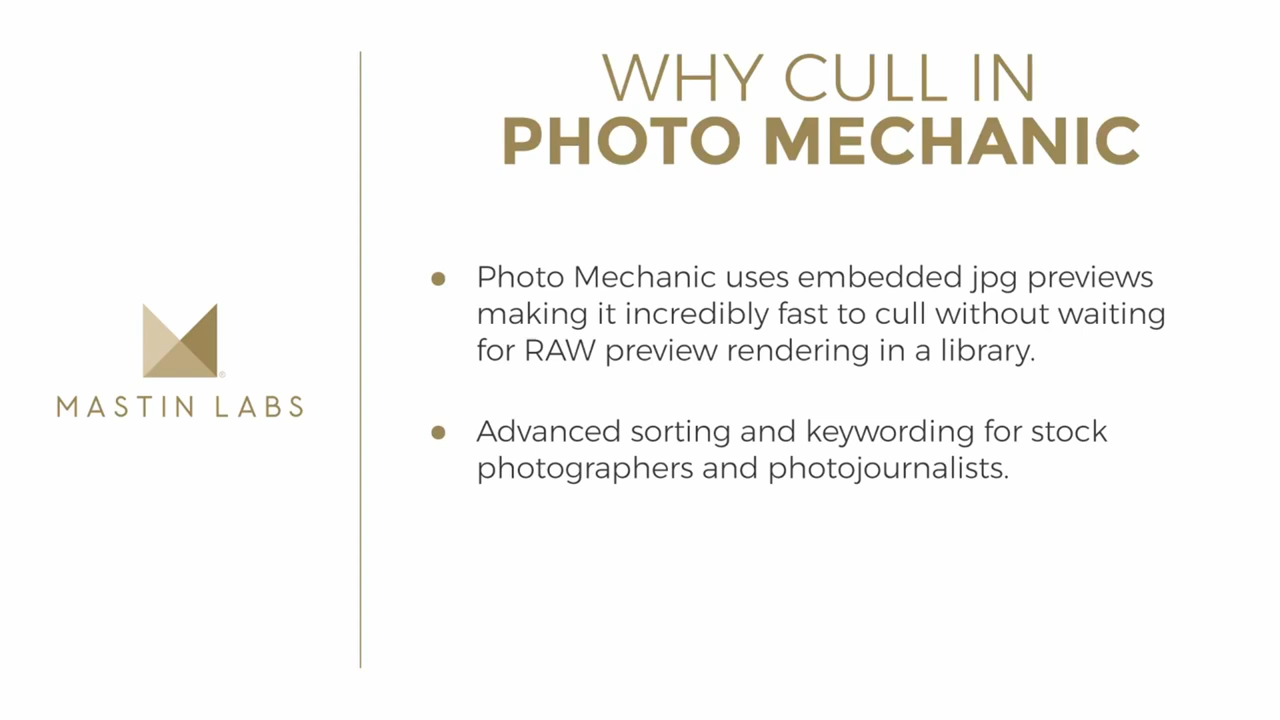 WHY CULL IN
PHOTO MECHANIC
● Photo Mechanic uses embedded jpg previews
making it incredibly fast to cull without waiting
for RAW preview rendering in a library.
● Advanced sorting and keywording for stock
photographers and photojournalists.
MASTIN LABS